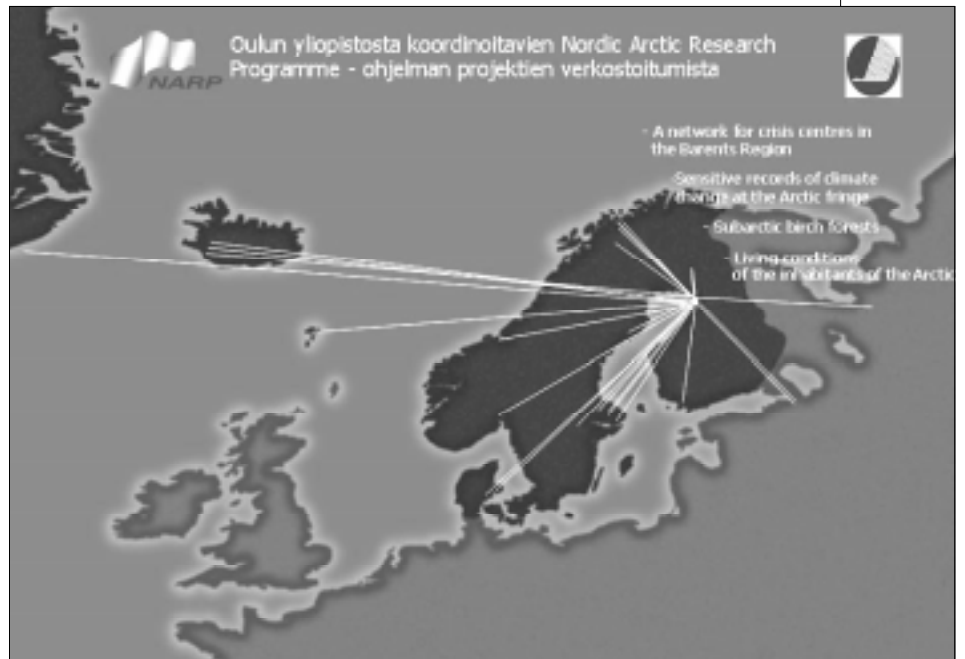 Oulun yliopistosta koordinoitavien Nordic Arctic Research
Programme - ohjelman projektien verkostoitumista
NARP
- A network for crisis centres in
the Barents Region
- Sensitive records of climate
change at the Arctic fringe
- Subarctic birch forests
- Living conditions
of the inhabitants of the Arctic